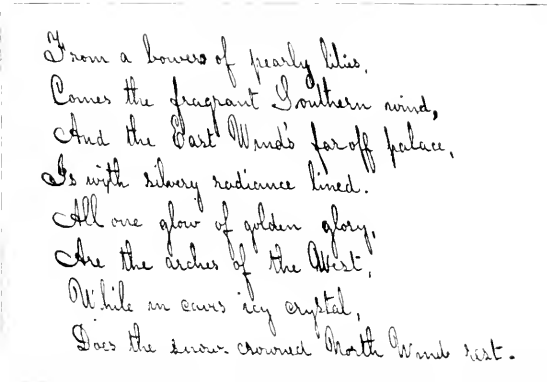 From a bower of pearly lilies,
Comes the fragrant Southern wind,
And the East Wind's far-off palace,
Is with silvery radiance lined.
All one glow of golden glory,
Are the arches of the West,
While in caves icy crystal,
Does the snow-crowned North Wind rest.